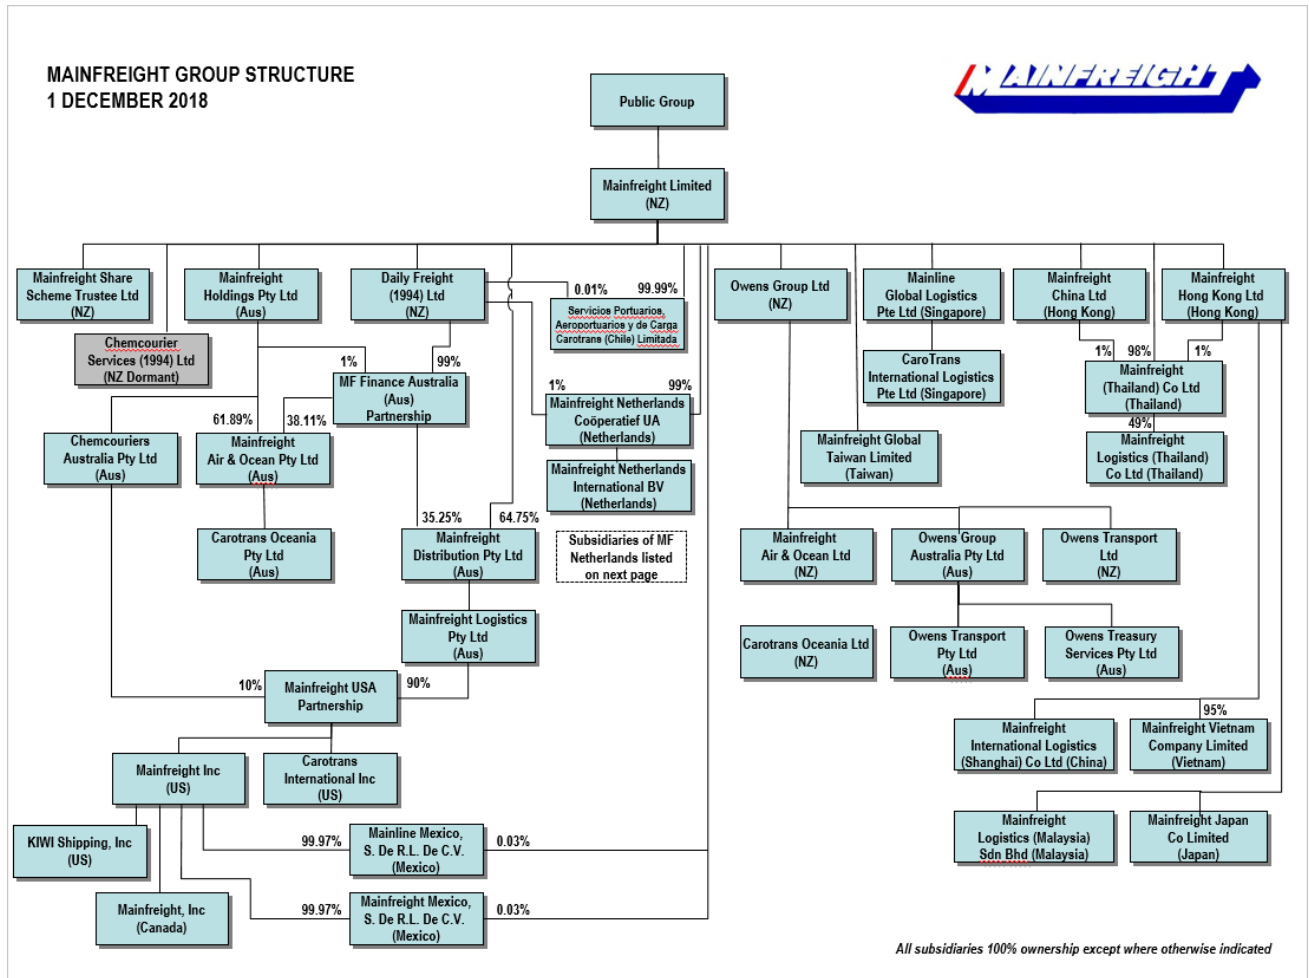 MAINFREIGHT GROUP STRUCTURE
1 DECEMBER 2018
MAINFREIGHT
Public Group
Mainfreight Limited
(NZ)
Mainfreight Share
Scheme Trustee Ltd
(NZ)
Mainfreight
Holdings Pty Ltd
(Aus)
Daily Freight
(1994) Ltd
(NZ)
0.01%
99.99%
Servicios Portuarios,
Aeroportuarios y de Carga
Carotrans (Chile) Limitada
Owens Group Ltd
(NZ)
Mainline
Global Logistics
Pte Ltd (Singapore)
Mainfreight
China Ltd
(Hong Kong)
Mainfreight
Hong Kong Ltd
(Hong Kong)
Chemcourier
Services (1994) Ltd
(NZ Dormant)
1%
99%
MF Finance Australia
(Aus)
Partnership
1%
99%
Mainfreight Netherlands
Coöperatief UA
(Netherlands)
CaroTrans
International Logistics
Pte Ltd (Singapore)
1%
98%
1%
Mainfreight
(Thailand) Co Ltd
(Thailand)
61.89%
38.11%
Chemcouriers
Australia Pty Ltd
(Aus)
Mainfreight
Air & Ocean Pty Ltd
(Aus)
Mainfreight Netherlands
International BV
(Netherlands)
Mainfreight Global
Taiwan Limited
(Taiwan)
49%
Mainfreight
Logistics (Thailand)
Co Ltd (Thailand)
35.25%
64.75%
Carotrans Oceania
Pty Ltd
(Aus)
Mainfreight
Distribution Pty Ltd
(Aus)
Subsidiaries of MF
Netherlands listed
on next page
Mainfreight
Air & Ocean Ltd
(NZ)
Owens Group
Australia Pty Ltd
(Aus)
Owens Transport
Ltd
(NZ)
Mainfreight Logistics
Pty Ltd
(Aus)
Carotrans Oceania Ltd
(NZ)
Owens Transport
Pty Ltd
(Aus)
Owens Treasury
Services Pty Ltd
(Aus)
10%
Mainfreight USA
Partnership
90%
95%
Mainfreight
International Logistics
(Shanghai) Co Ltd (China)
Mainfreight Vietnam
Company Limited
(Vietnam)
Mainfreight Inc
(US)
Carotrans
International Inc
(US)
KIWI Shipping, Inc
(US)
99.97%
Mainline Mexico,
S. De R.L. De C.V.
(Mexico)
0.03%
Mainfreight
Logistics (Malaysia)
Sdn Bhd (Malaysia)
Mainfreight Japan
Co Limited
(Japan)
Mainfreight, Inc
(Canada)
99.97%
Mainfreight Mexico,
S. De R.L. De C.V.
(Mexico)
0.03%
All subsidiaries 100% ownership except where otherwise indicated